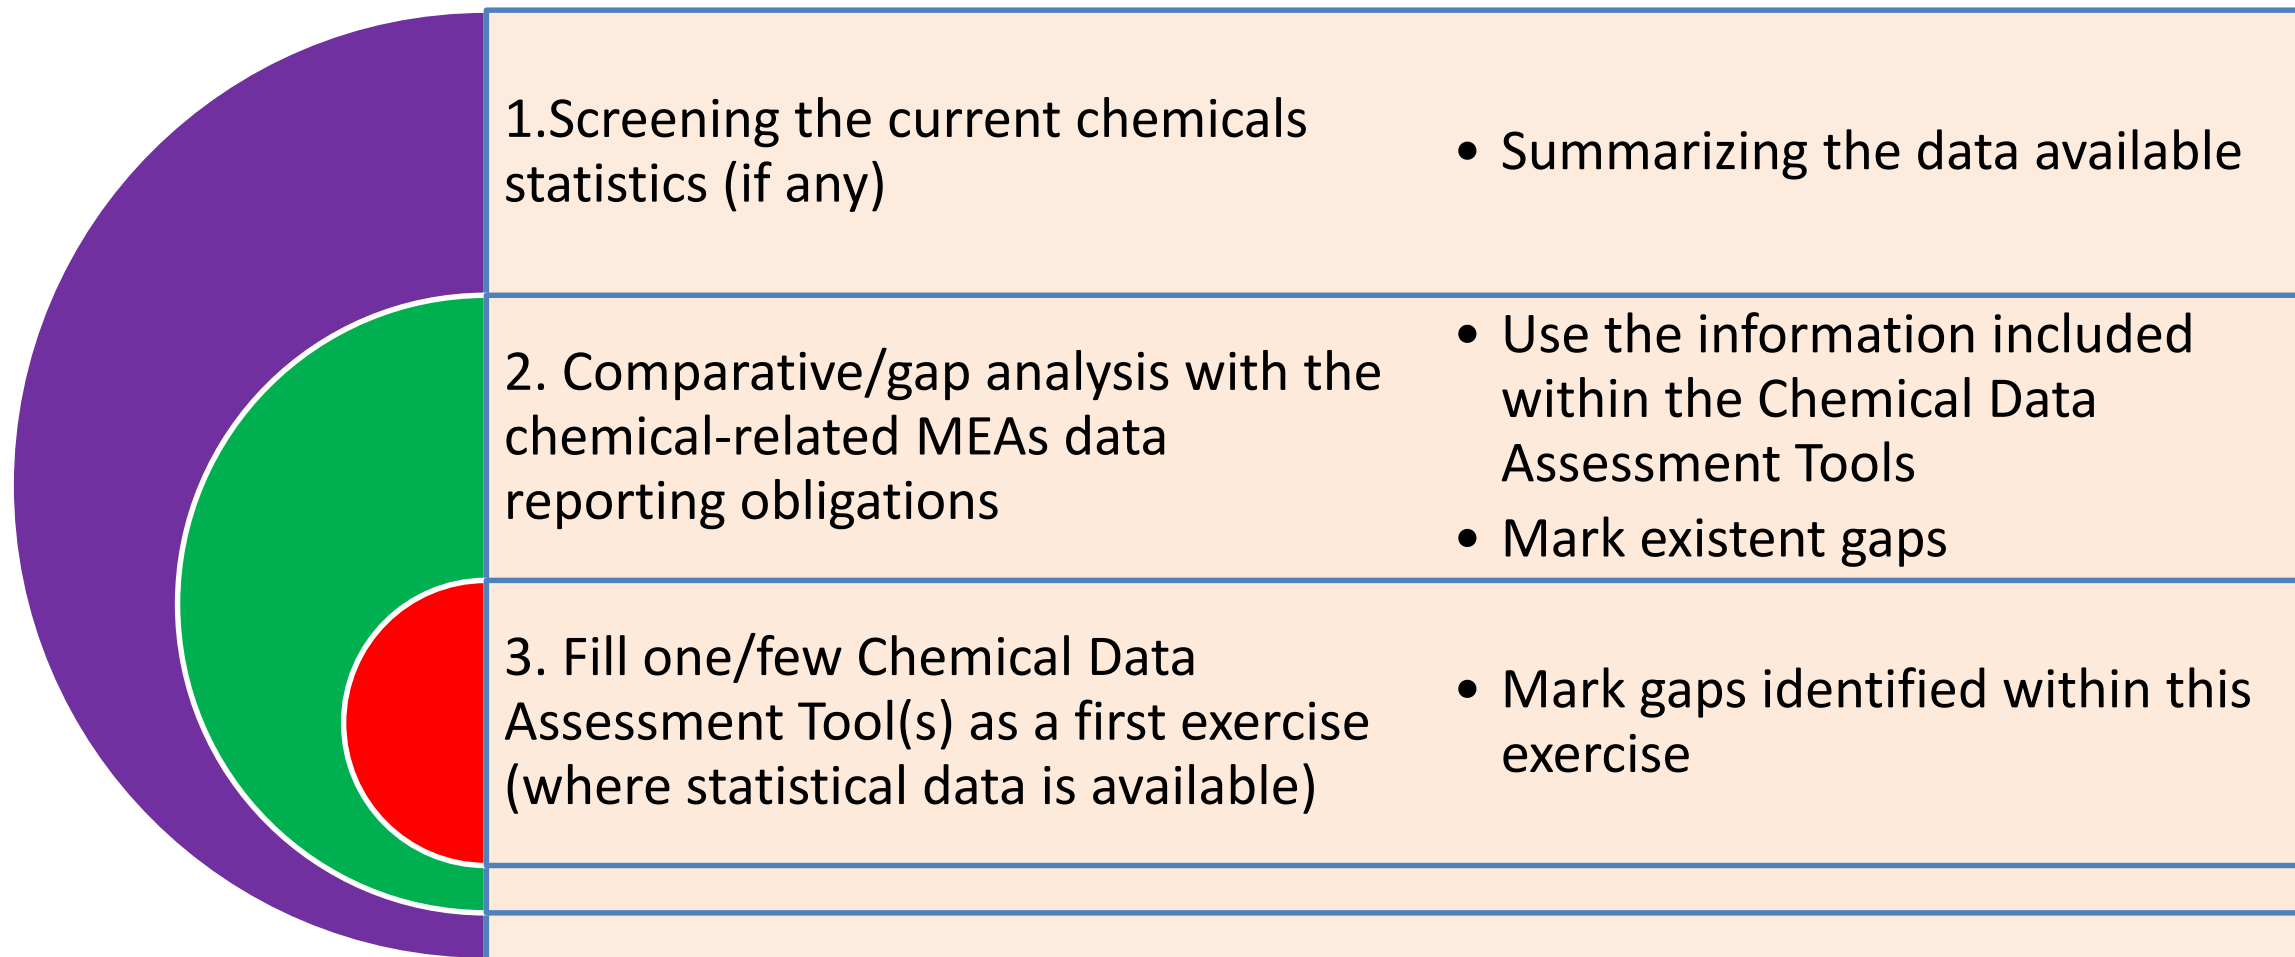 1.Screening the current chemicals
statistics (if any)
• Summarizing the data available
2. Comparative/gap analysis with the
chemical-related MEAs data
reporting obligations
• Use the information included
within the Chemical Data
Assessment Tools
• Mark existent gaps
3. Fill one/few Chemical Data
Assessment Tool(s) as a first exercise
(where statistical data is available)
• Mark gaps identified within this
exercise